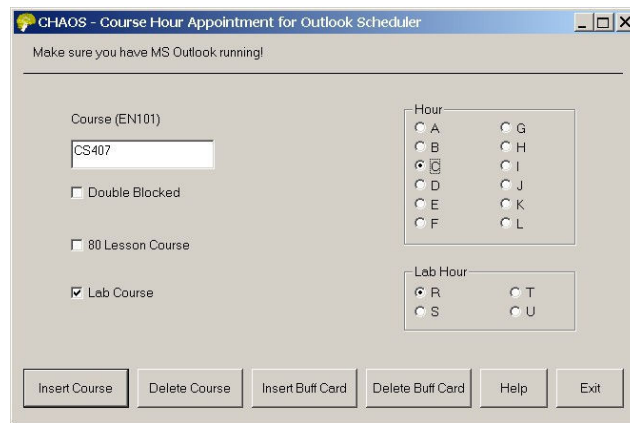 CHAOS - Course Hour Appointment for Outlook Scheduler
Make sure you have MS Outlook running!
Course (EN101)
CS407
Double Blocked
80 Lesson Course
Lab Course
Hour
A G
B H
C I
D J
E K
F L
Lab Hour
R T
S U
Insert Course Delete Course Insert Buff Card Delete Buff Card Help Exit